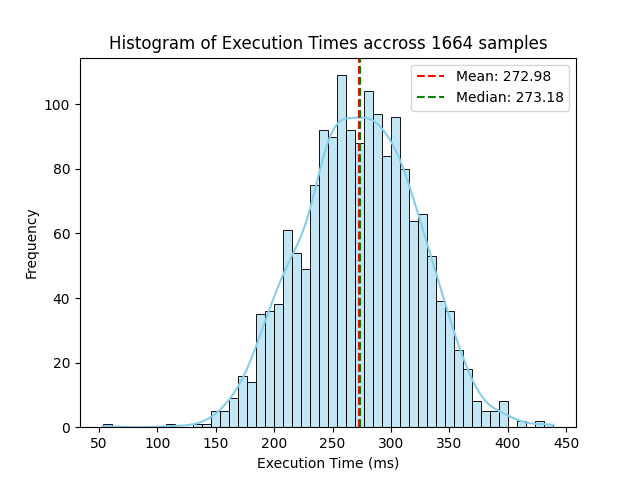 Histogram of Execution Times accross 1664 samples
Mean: 272.98
Median: 273.18
Frequency
100
80
60
40
20
0
50 100 150 200 250 300 350 400 450
Execution Time (ms)